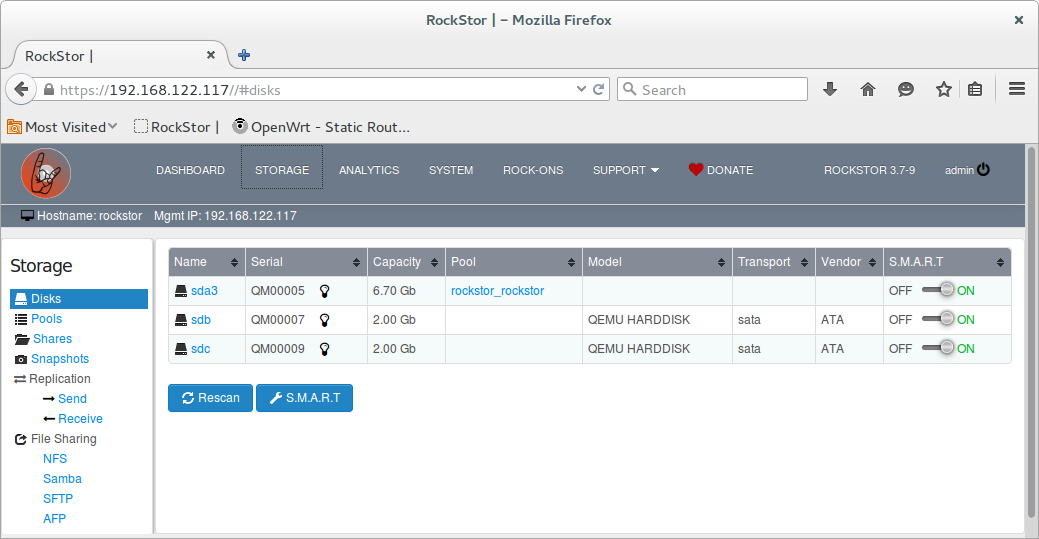 RockStor | – Mozilla Firefox
RockStor |
https://192.168.122.117//#disks
Search
Most Visited RockStor | OpenWrt - Static Rout...
DASHBOARD STORAGE ANALYTICS SYSTEM ROCK-ONS SUPPORT DONATE ROCKSTOR 3.7-9 admin
Hostname: rockstor Mgmt IP: 192.168.122.117
Storage
Disks
Pools
Shares
Snapshots
Replication
Send
Receive
File Sharing
NFS
Samba
SFTP
AFP
Name Serial Capacity Pool Model Transport Vendor S.M.A.R.T
sda3 QM00005 6.70 Gb rockstor_rockstor OFF ON
sdb QM00007 2.00 Gb QEMU HARDDISK sata ATA OFF ON
sdc QM00009 2.00 Gb QEMU HARDDISK sata ATA OFF ON
Rescan S.M.A.R.T